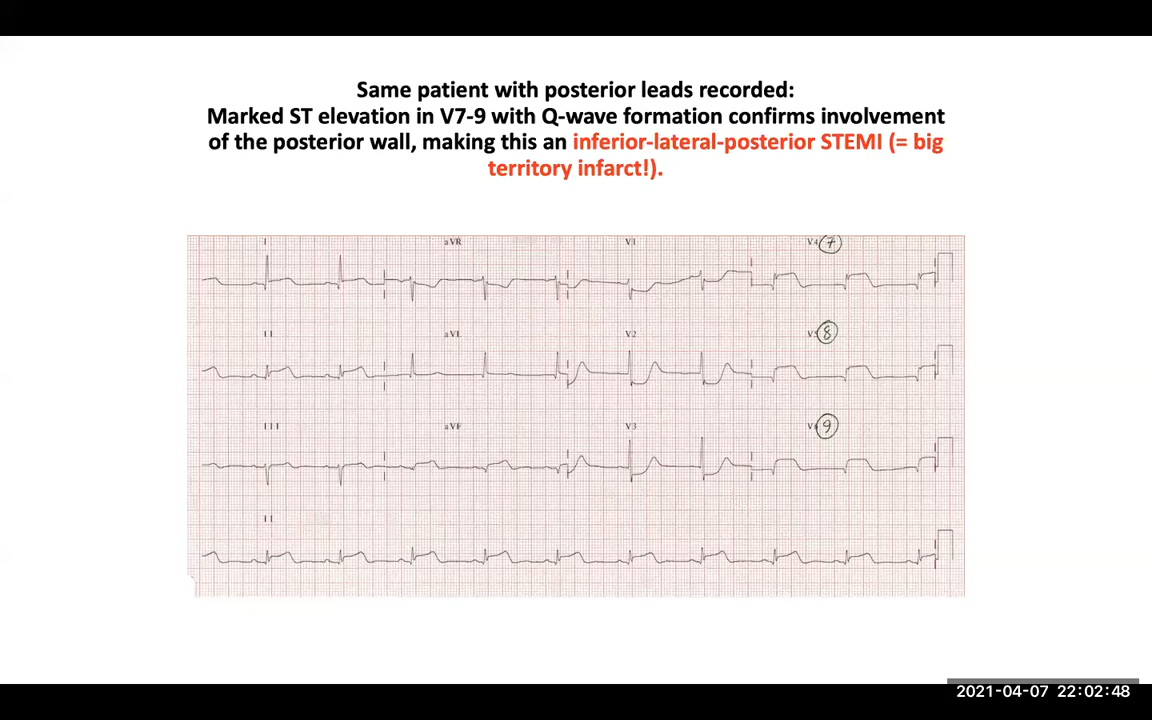 Same patient with posterior leads recorded:
Marked ST elevation in V7-9 with Q-wave formation confirms involvement
of the posterior wall, making this an inferior-lateral-posterior STEMI (= big
territory infarct!).
I aVR V1 V4 7
II aVL V2 V5 8
III aVF V3 V6 9
II
2021-04-07 22:02:48